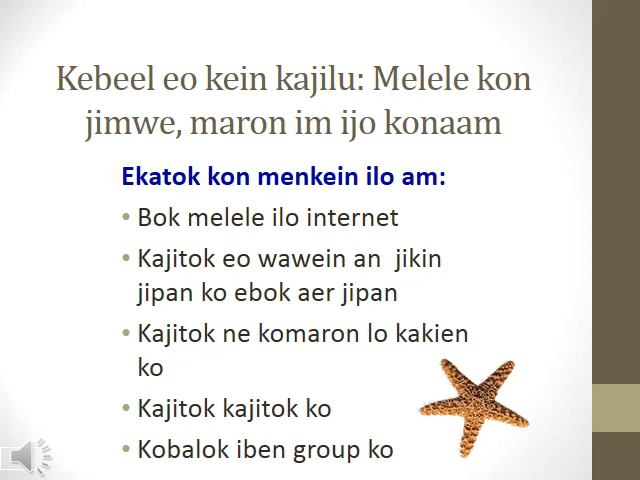 Kebeel eo kein kajilu: Melele kon
jimwe, maron im ijo konaam
Ekatok kon menkein ilo am:
• Bok melele ilo internet
• Kajitok eo wawein an  jikin
jipan ko ebok aer jipan
• Kajitok ne komaron lo kakien
ko
• Kajitok kajitok ko
• Kobalok iben group ko